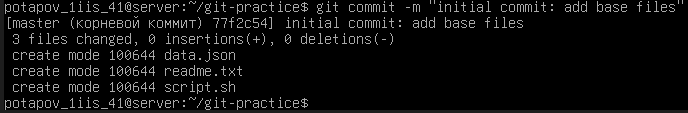 potapov_1iis_41@server:~/git-practice$ git commit -m "initial commit: add base files"
[master (корневой коммит) 77f2c54] initial commit: add base files
 3 files changed, 0 insertions(+), 0 deletions(-)
 create mode 100644 data.json
 create mode 100644 readme.txt
 create mode 100644 script.sh
potapov_1iis_41@server:~/git-practice$